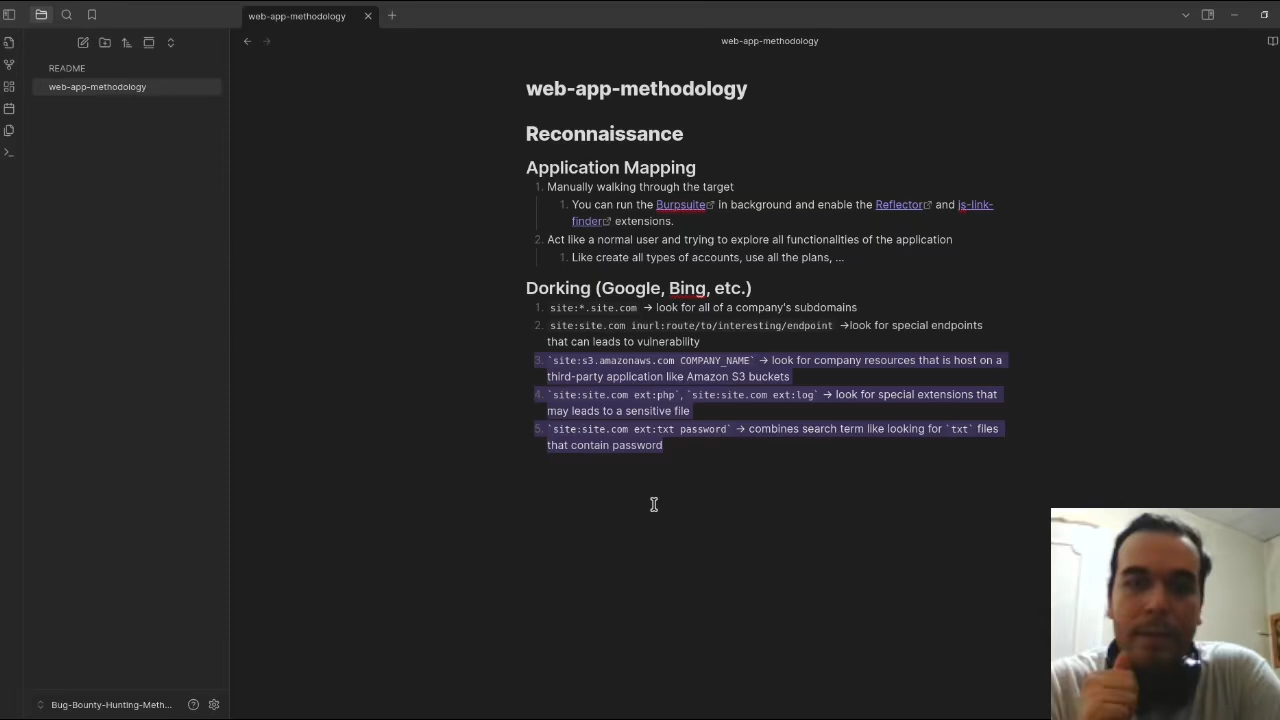 web-app-methodology
web-app-methodology
README
web-app-methodology
web-app-methodology
Reconnaissance
Application Mapping
1. Manually walking through the target
1. You can run the Burpsuite in background and enable the Reflector and js-link-
finder extensions.
2. Act like a normal user and trying to explore all functionalities of the application
1. Like create all types of accounts, use all the plans, ...
Dorking (Google, Bing, etc.)
1. site:*.site.com → look for all of a company's subdomains
2. site:site.com inurl:route/to/interesting/endpoint →look for special endpoints
that can leads to vulnerability
3. `site:s3.amazonaws.com COMPANY_NAME` → look for company resources that is host on a
third-party application like Amazon S3 buckets
4. `site:site.com ext:php`, `site:site.com ext:log` → look for special extensions that
may leads to a sensitive file
5. `site:site.com ext:txt password` → combines search term like looking for `txt` files
that contain password
Bug-Bounty-Hunting-Meth...